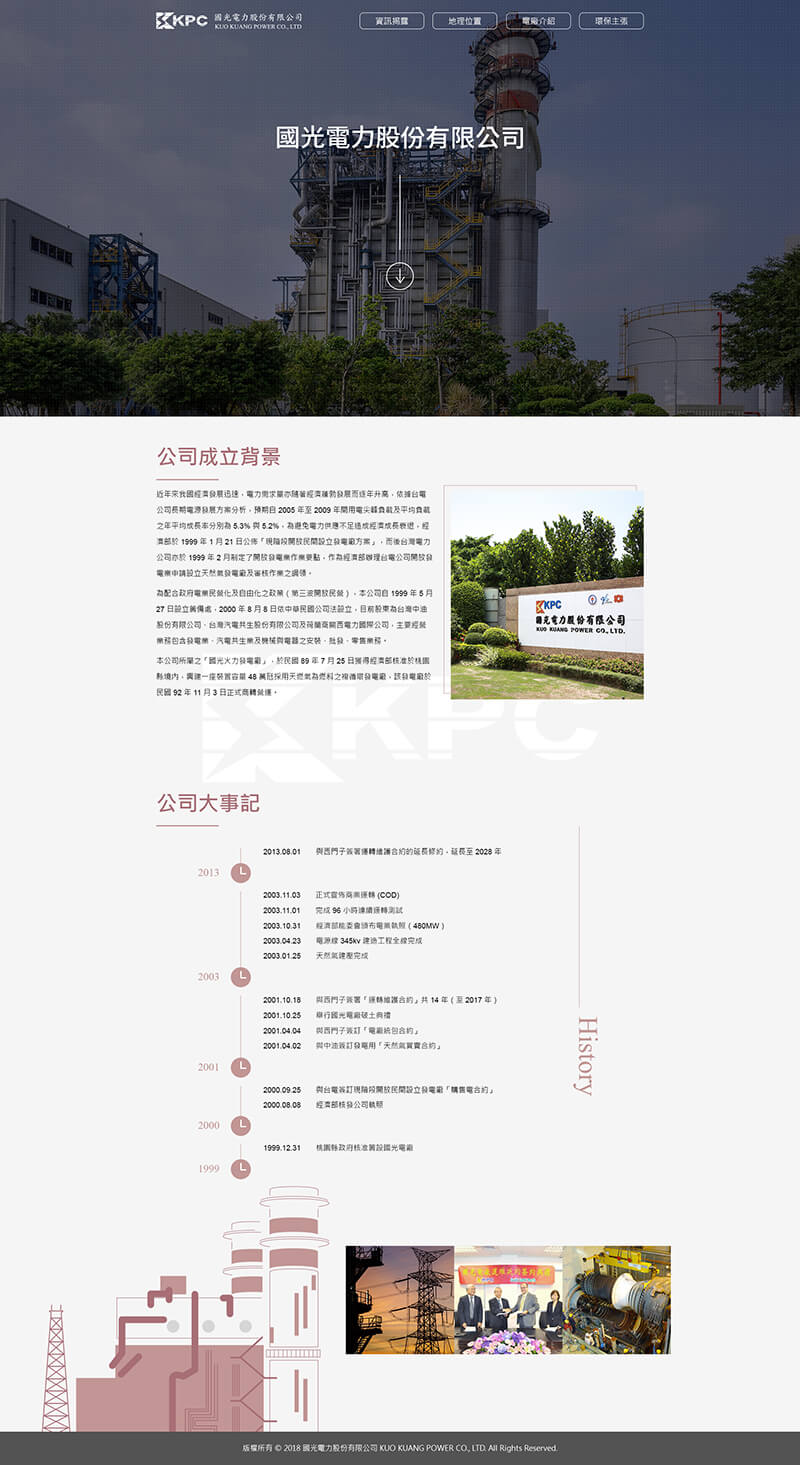 KPC 國光電力股份有限公司
KUO KUANG POWER CO., LTD
資訊揭露 地理位置 電廠介紹 環保主張
國光電力股份有限公司
公司成立背景
近年來我國經濟發展迅速，電力需求量亦隨著經濟蓬勃發展而逐年升高，依據台電
公司長期電源發展方案分析，預期自 2005 年至 2009 年間用電尖峰負載及平均負載
之年平均成長率分別為 5.3% 與 5.2%，為避免電力供應不足造成經濟成長衰退，經
濟部於 1999 年 1 月 21 日公佈「現階段開放民間設立發電廠方案」，而後台灣電力
公司亦於 1999 年 2 月制定了開放發電業作業要點，作為經濟部辦理台電公司開放發
電業申請設立天然氣發電廠及審核作業之綱領。
為配合政府電業民營化及自由化之政策（第三波開放民營），本公司自 1999 年 5 月
27 日設立籌備處，2000 年 8 月 8 日依中華民國公司法設立，目前股東為台灣中油
股份有限公司、台灣汽電共生股份有限公司及荷蘭商關西電力國際公司，主要經營
業務包含發電業、汽電共生業及機械與電器之安裝、批發、零售業務。
本公司所屬之「國光火力發電廠」，於民國 89 年 7 月 25 日獲得經濟部核准於桃園
縣境內，興建一座裝置容量 48 萬瓩採用天燃氣為燃料之複循環發電廠，該發電廠於
民國 92 年 11 月 3 日正式商轉營運。
KPC
國光電力股份有限公司
KUO KUANG POWER CO., LTD.
KPC
公司大事記
2013.08.01 與西門子簽署運轉維護合約的延長修約，延長至 2028 年
2013
2003.11.03 正式宣佈商業運轉 (COD)
2003.11.01 完成 96 小時連續運轉測試
2003.10.31 經濟部能委會頒布電業執照（480MW）
2003.04.23 電源線 345kv 建造工程全線完成
2003.01.25 天然氣建壓完成
2003
2001.10.18 與西門子簽署「運轉維護合約」共 14 年（至 2017 年）
2001.10.25 舉行國光電廠破土典禮
2001.04.04 與西門子簽訂「電廠統包合約」
2001.04.02 與中油簽訂發電用「天然氣買賣合約」
2001
History
2000.09.25 與台電簽訂現階段開放民間設立發電廠「購售電合約」
2000.08.08 經濟部核發公司執照
2000
1999.12.31 桃園縣政府核准籌設國光電廠
1999
KPC
版權所有 © 2018 國光電力股份有限公司 KUO KUANG POWER CO., LTD. All Rights Reserved.